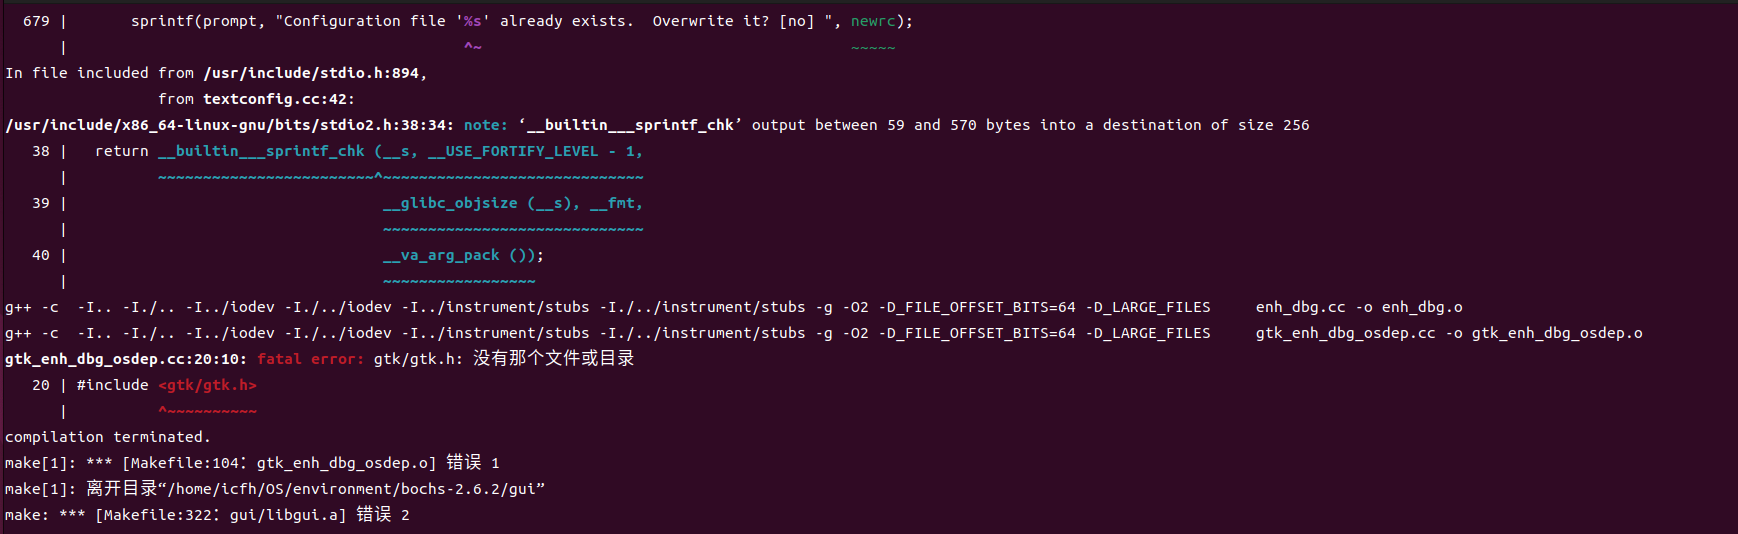 679 |       sprintf(prompt, "Configuration file '%s' already exists.  Overwrite it? [no] ", newrc);
    |                                            ^~                                         ~~~~~
In file included from /usr/include/stdio.h:894,
                 from textconfig.cc:42:
/usr/include/x86_64-linux-gnu/bits/stdio2.h:38:34: note: ‘__builtin___sprintf_chk’ output between 59 and 570 bytes into a destination of size 256
   38 |   return __builtin___sprintf_chk (__s, __USE_FORTIFY_LEVEL - 1,
      |          ~~~~~~~~~~~~~~~~~~~~~~~~^~~~~~~~~~~~~~~~~~~~~~~~~~~~~~
   39 |                                   __glibc_objsize (__s), __fmt,
      |                                   ~~~~~~~~~~~~~~~~~~~~~~~~~~~~~
   40 |                                   __va_arg_pack ());
      |                                   ~~~~~~~~~~~~~~~~~
g++ -c  -I.. -I./.. -I../iodev -I./../iodev -I../instrument/stubs -I./../instrument/stubs -g -O2 -D_FILE_OFFSET_BITS=64 -D_LARGE_FILES     enh_dbg.cc -o enh_dbg.o
g++ -c  -I.. -I./.. -I../iodev -I./../iodev -I../instrument/stubs -I./../instrument/stubs -g -O2 -D_FILE_OFFSET_BITS=64 -D_LARGE_FILES     gtk_enh_dbg_osdep.cc -o gtk_enh_dbg_osdep.o
gtk_enh_dbg_osdep.cc:20:10: fatal error: gtk/gtk.h: 没有那个文件或目录
   20 | #include <gtk/gtk.h>
      |          ^~~~~~~~~~~
compilation terminated.
make[1]: *** [Makefile:104：gtk_enh_dbg_osdep.o] 错误 1
make[1]: 离开目录“/home/icfh/OS/environment/bochs-2.6.2/gui”
make: *** [Makefile:322：gui/libgui.a] 错误 2